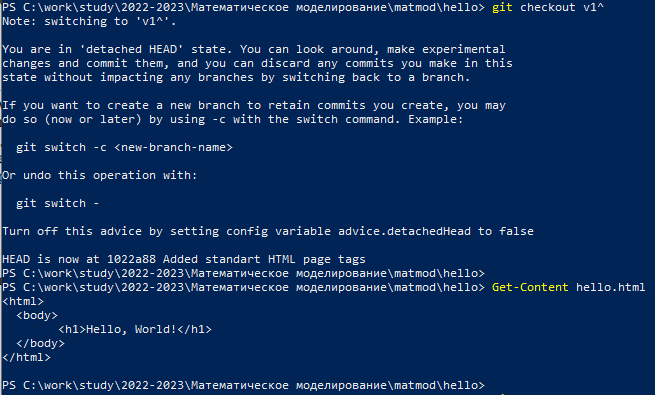 PS C:\work\study\2022-2023\Математическое моделирование\matmod\hello> git checkout v1^
Note: switching to 'v1^'.

You are in 'detached HEAD' state. You can look around, make experimental
changes and commit them, and you can discard any commits you make in this
state without impacting any branches by switching back to a branch.

If you want to create a new branch to retain commits you create, you may
do so (now or later) by using -c with the switch command. Example:

  git switch -c <new-branch-name>

Or undo this operation with:

  git switch -

Turn off this advice by setting config variable advice.detachedHead to false

HEAD is now at 1022a88 Added standart HTML page tags
PS C:\work\study\2022-2023\Математическое моделирование\matmod\hello>
PS C:\work\study\2022-2023\Математическое моделирование\matmod\hello> Get-Content hello.html
<html>
  <body>
        <h1>Hello, World!</h1>
  </body>
</html>

PS C:\work\study\2022-2023\Математическое моделирование\matmod\hello>